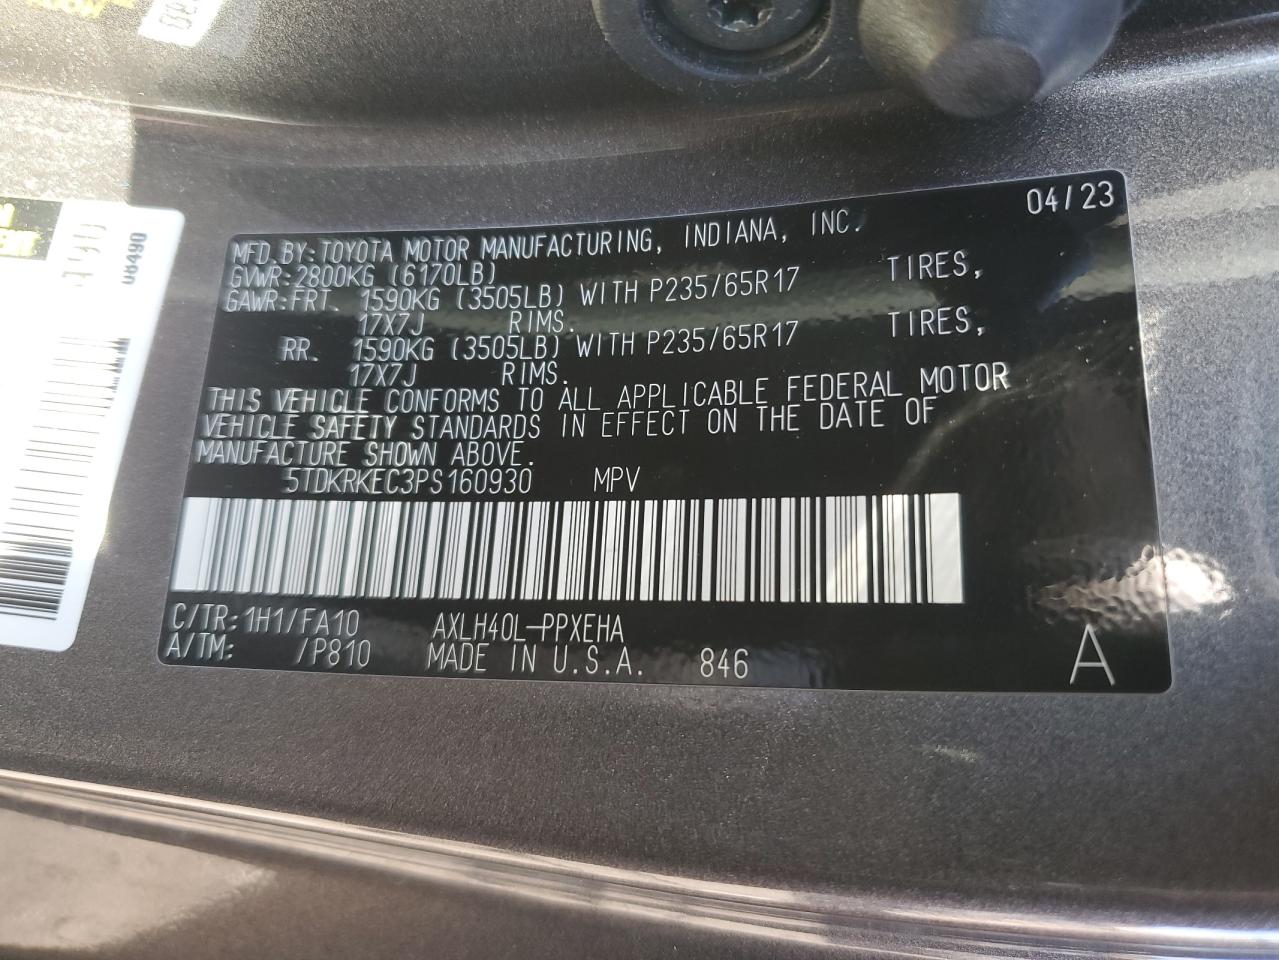 04/23
MFD.BY:TOYOTA MOTOR MANUFACTURING, INDIANA, INC.
GVWR:2800KG (6170LB)
GAWR:FRT. 1590KG (3505LB) WITH P235/65R17 TIRES,
17X7J RIMS.
RR. 1590KG (3505LB) WITH P235/65R17 TIRES,
17X7J RIMS.
THIS VEHICLE CONFORMS TO ALL APPLICABLE FEDERAL MOTOR
VEHICLE SAFETY STANDARDS IN EFFECT ON THE DATE OF
MANUFACTURE SHOWN ABOVE.
5TDKRKEC3PS160930 MPV
C/TR:1H1/FA10 AXLH40L-PPXEHA
A/TM: /P810 MADE IN U.S.A. 846
A
08490